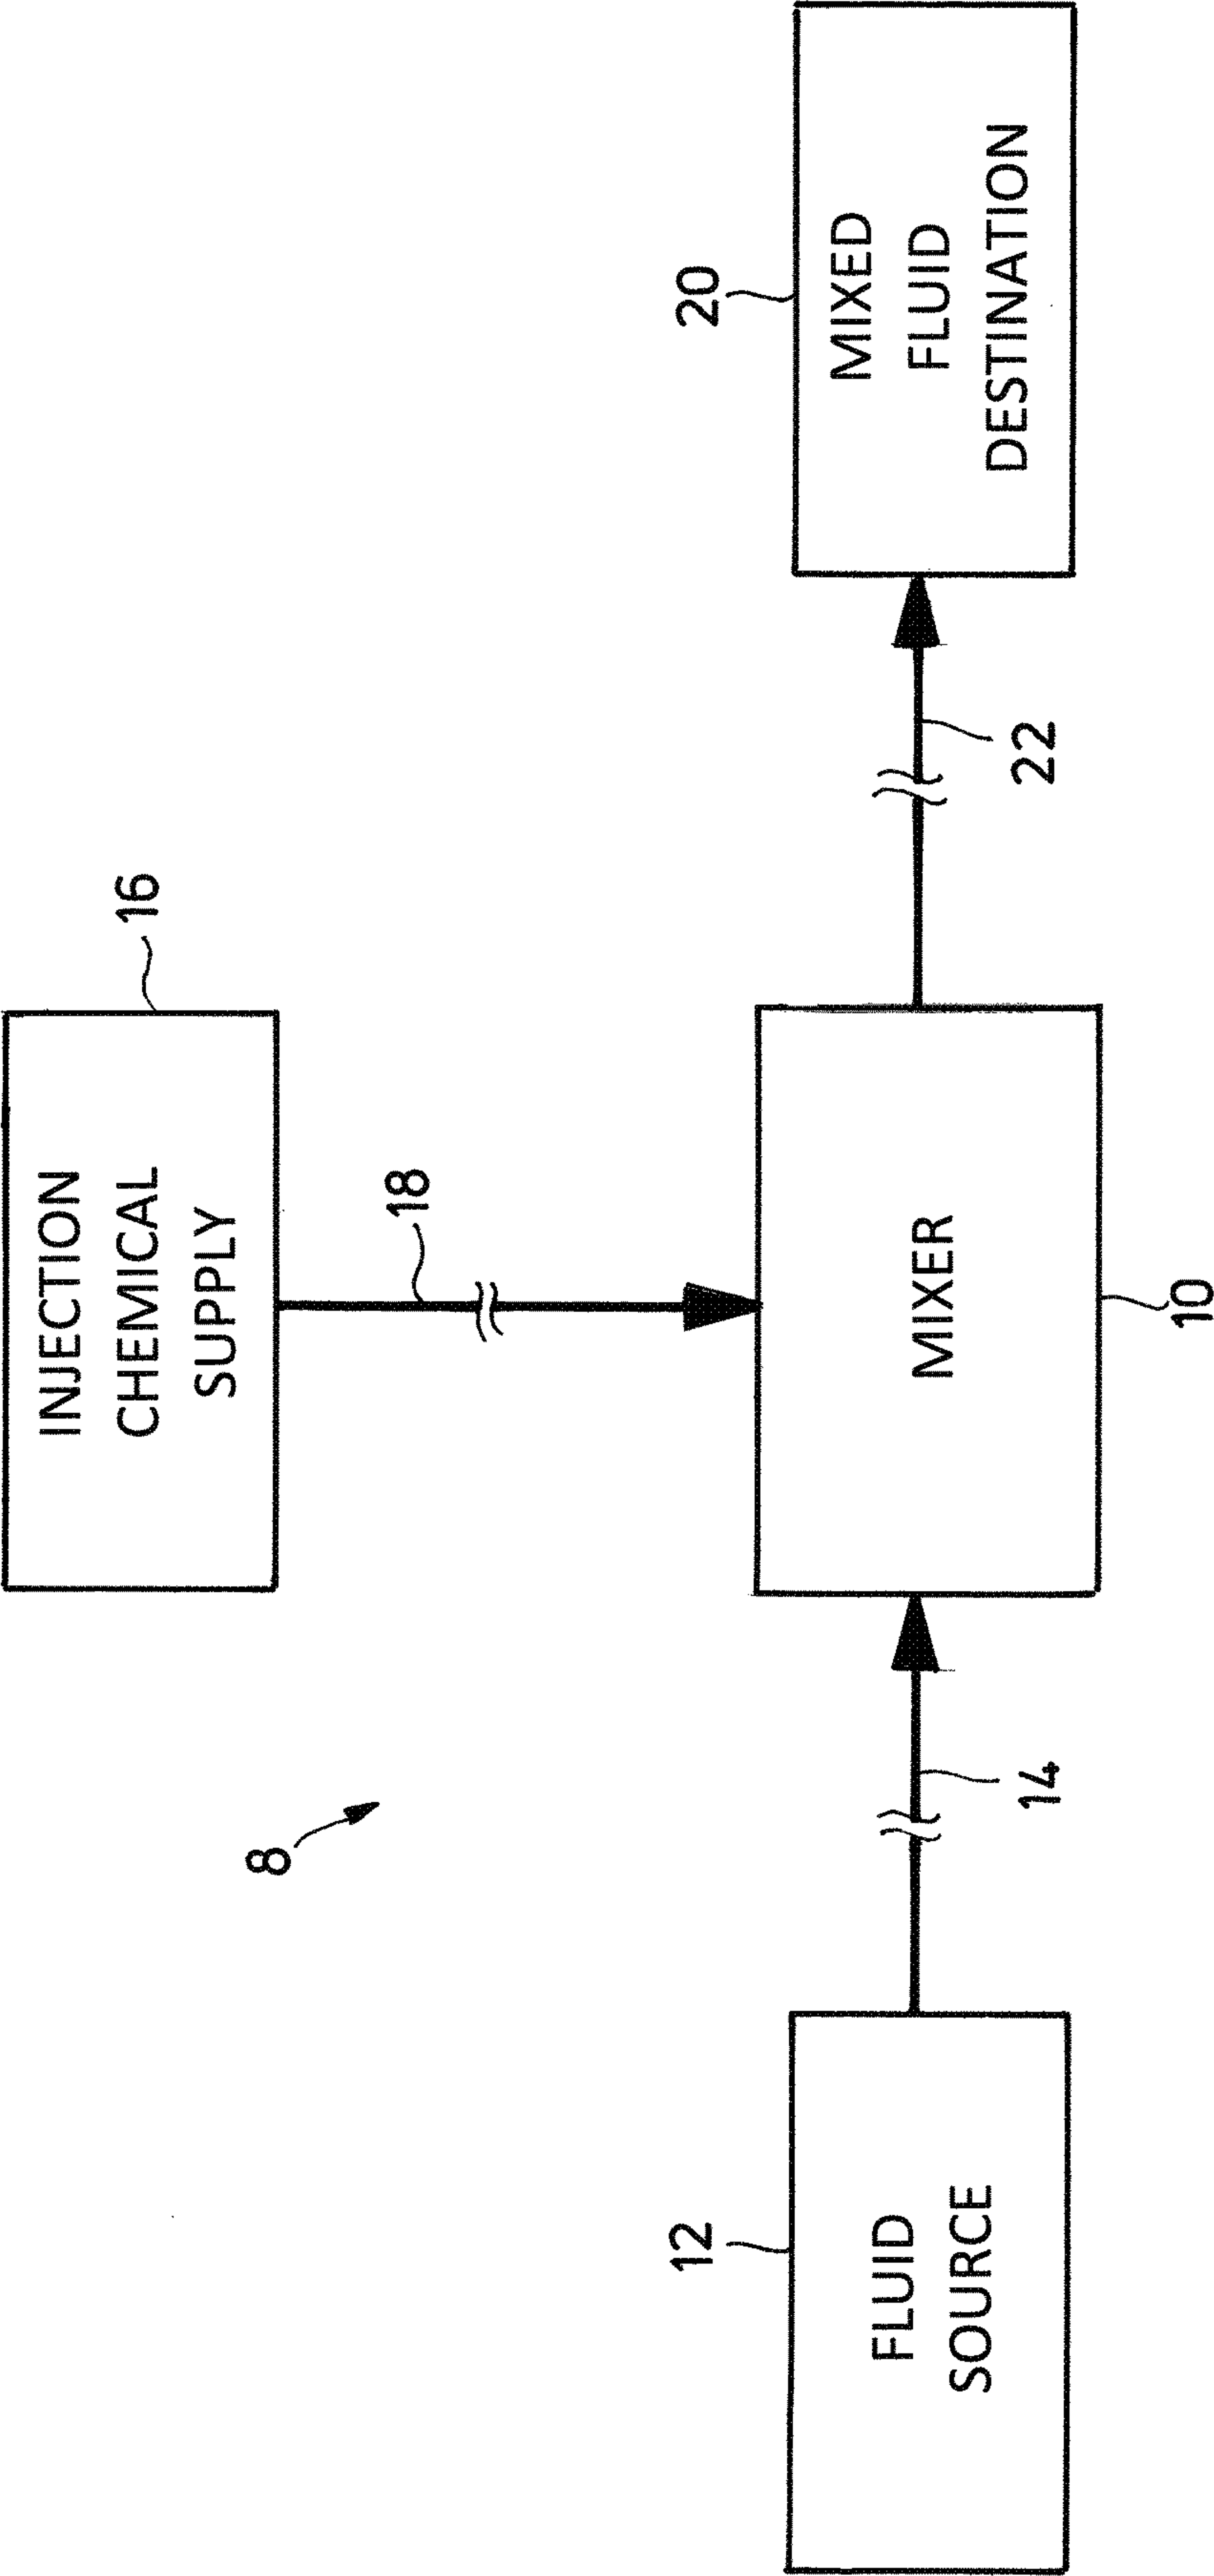 INJECTION
CHEMICAL
SUPPLY
16
18
8
12
FLUID
SOURCE
14
MIXER
10
22
20
MIXED
FLUID
DESTINATION